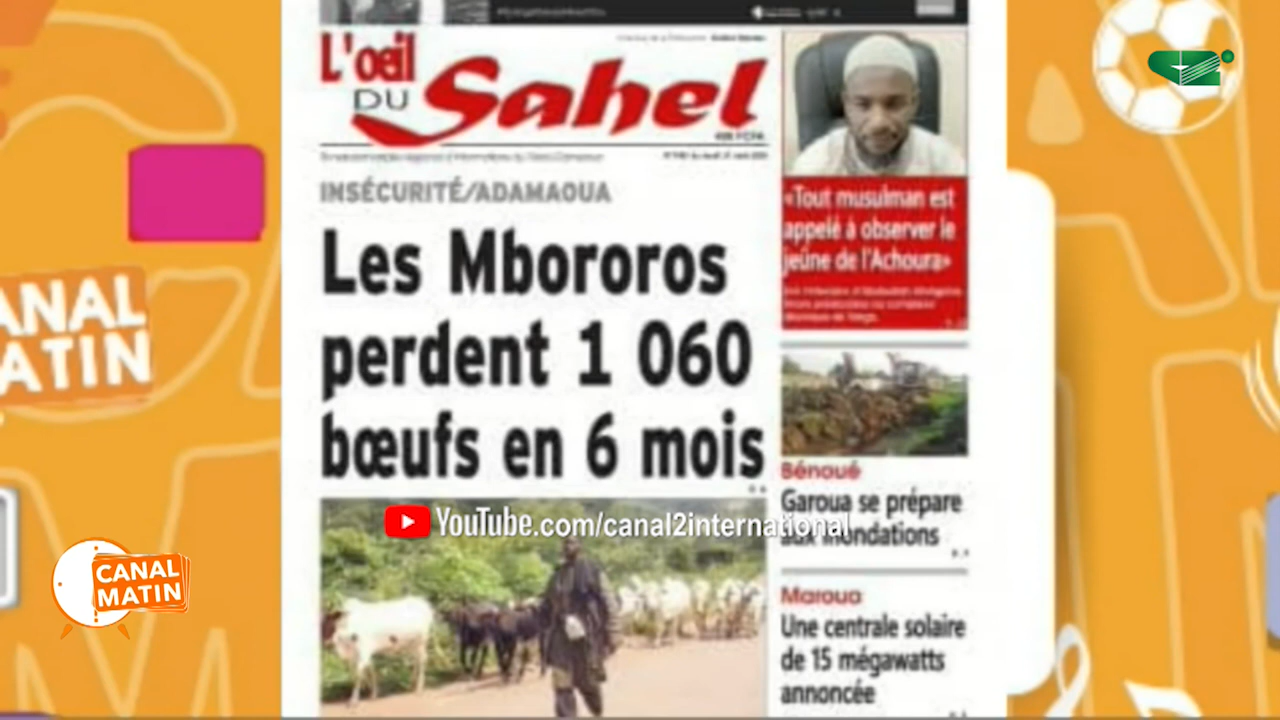 L'œil
DU
Sahel
INSÉCURITÉ/ADAMAOUA
Les Mbororos
perdent 1 060
bœufs en 6 mois
«Tout musulman est
appelé à observer le
jeûne de l'Achoura»
Bénoué
Garoua se prépare
aux inondations
Maroua
Une centrale solaire
de 15 mégawatts
annoncée
YouTube.com/canal2international
CANAL
MATIN
ANAL
MATIN